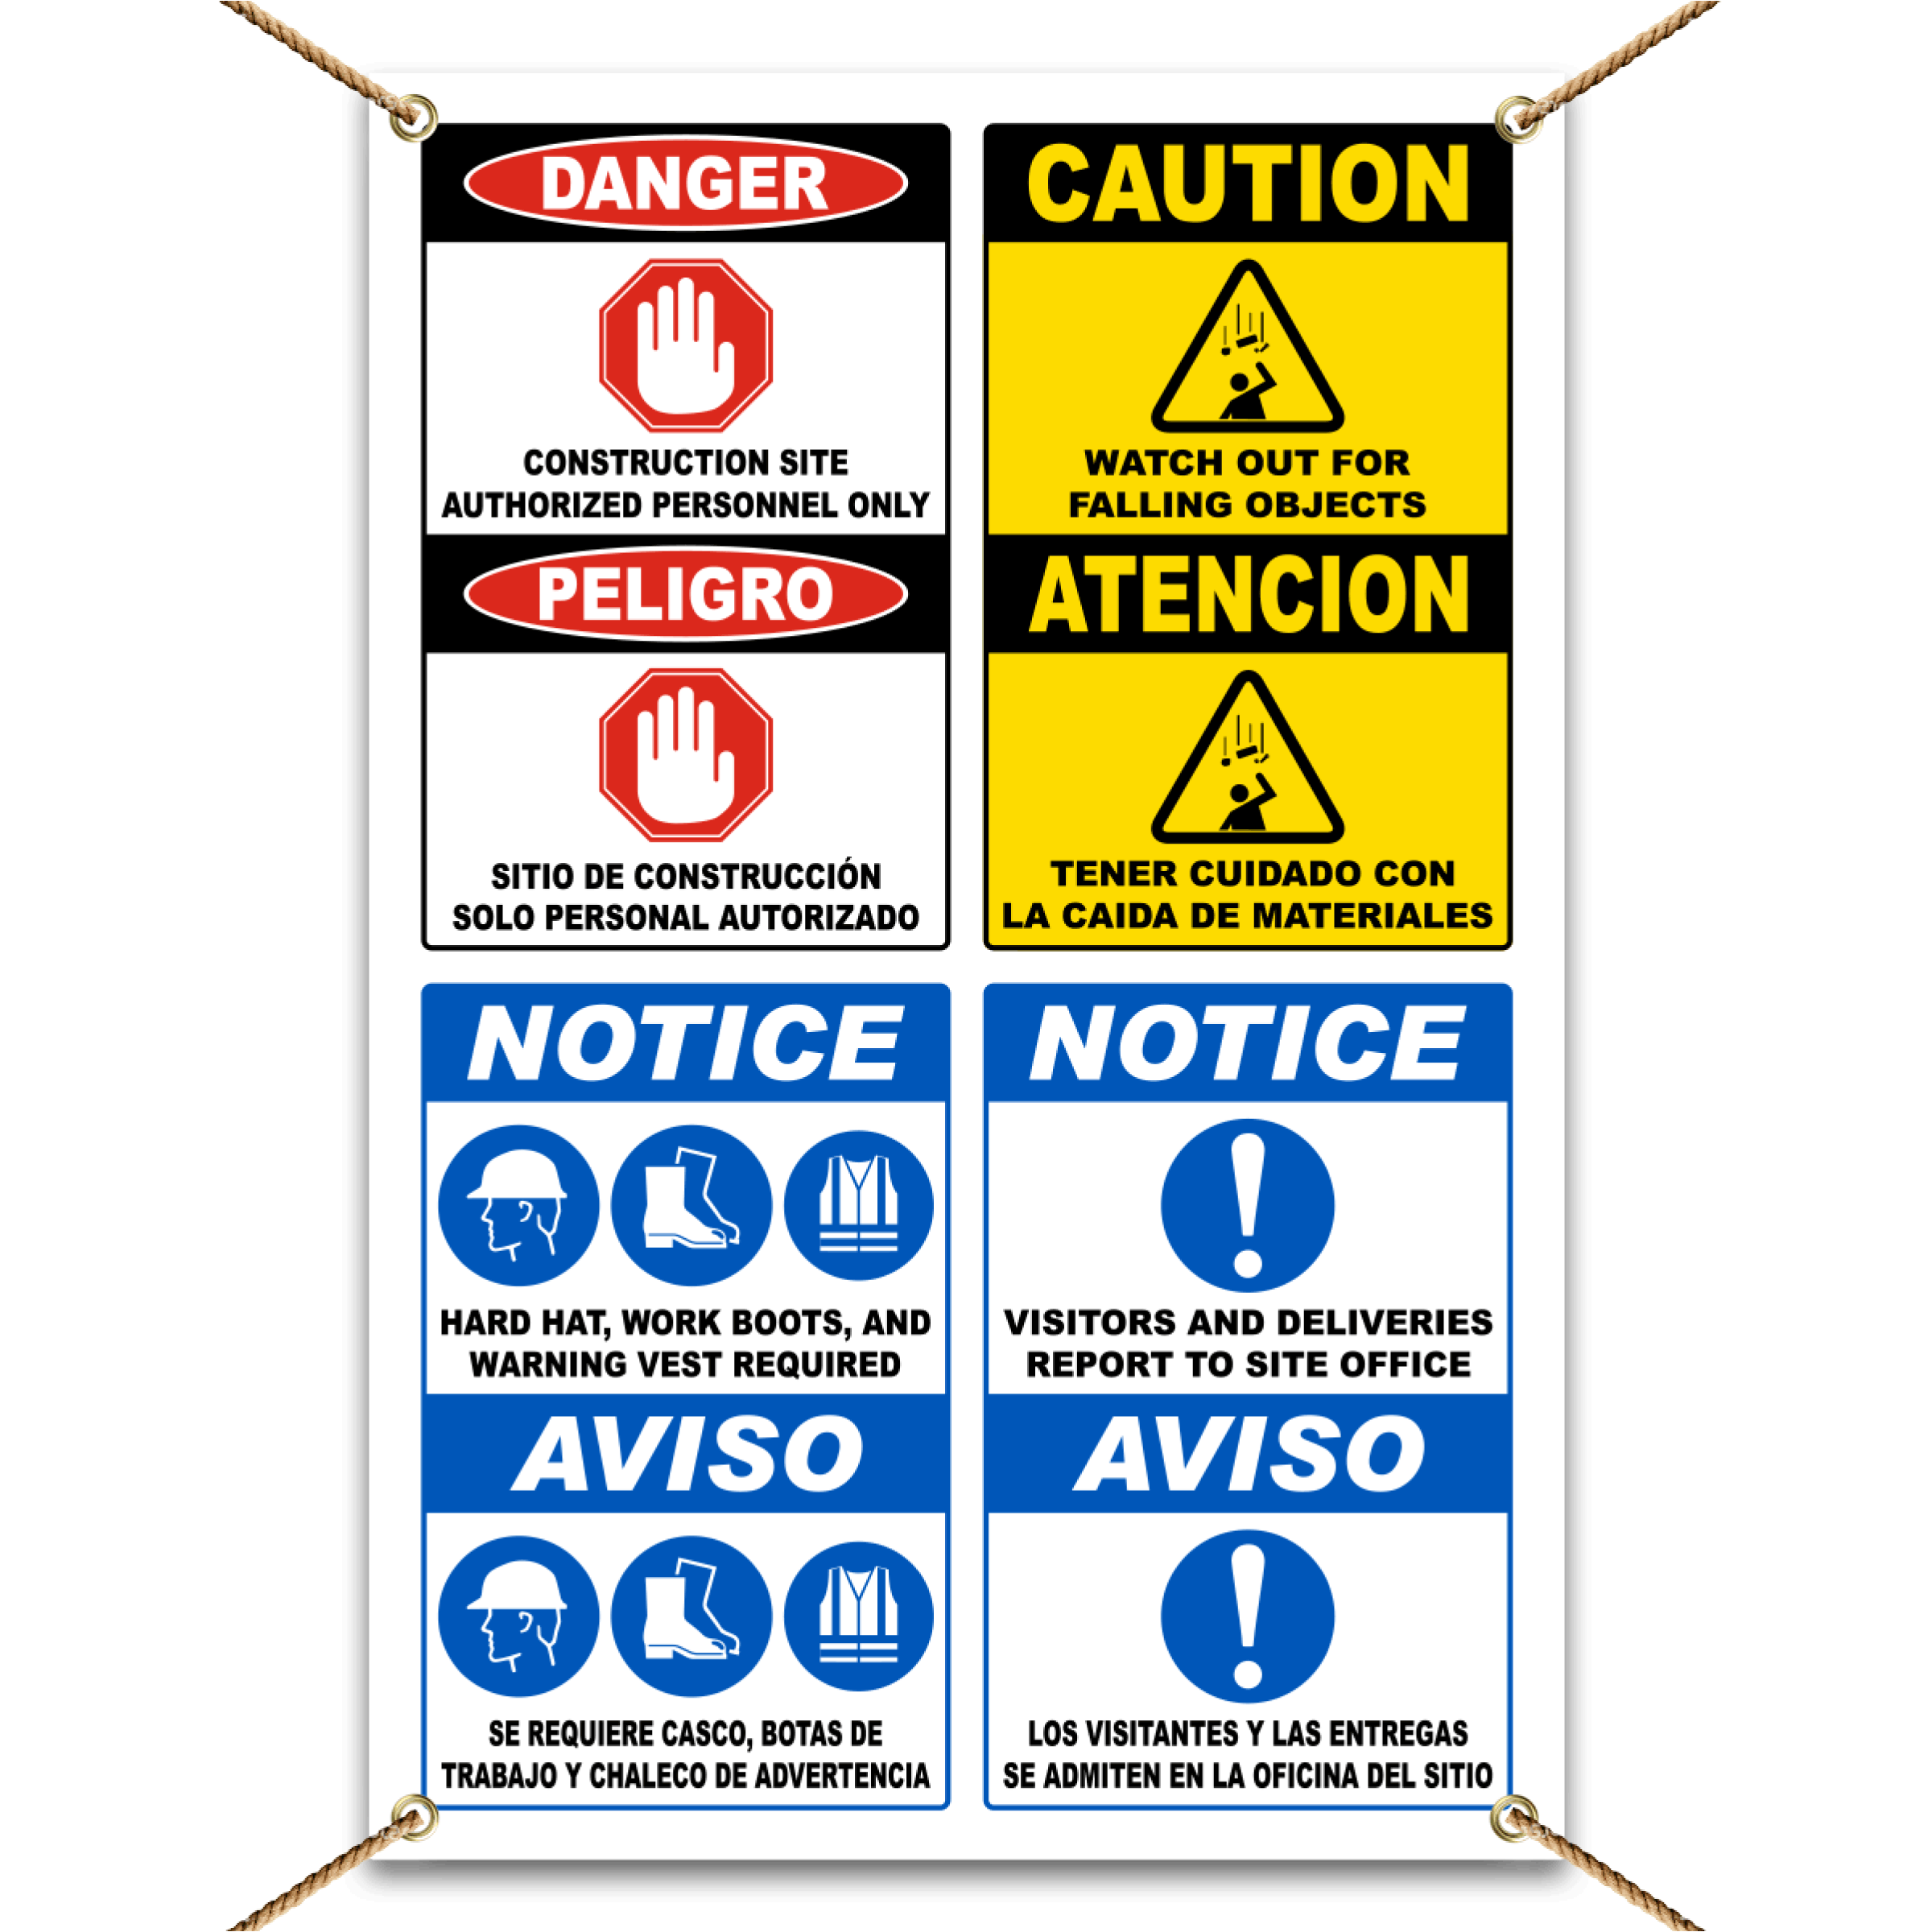 DANGER
CONSTRUCTION SITE
AUTHORIZED PERSONNEL ONLY
PELIGRO
SITIO DE CONSTRUCCIÓN
SOLO PERSONAL AUTORIZADO
CAUTION
WATCH OUT FOR
FALLING OBJECTS
ATENCION
TENER CUIDADO CON
LA CAIDA DE MATERIALES
NOTICE
HARD HAT, WORK BOOTS, AND
WARNING VEST REQUIRED
AVISO
SE REQUIERE CASCO, BOTAS DE
TRABAJO Y CHALECO DE ADVERTENCIA
NOTICE
VISITORS AND DELIVERIES
REPORT TO SITE OFFICE
AVISO
LOS VISITANTES Y LAS ENTREGAS
SE ADMITEN EN LA OFICINA DEL SITIO